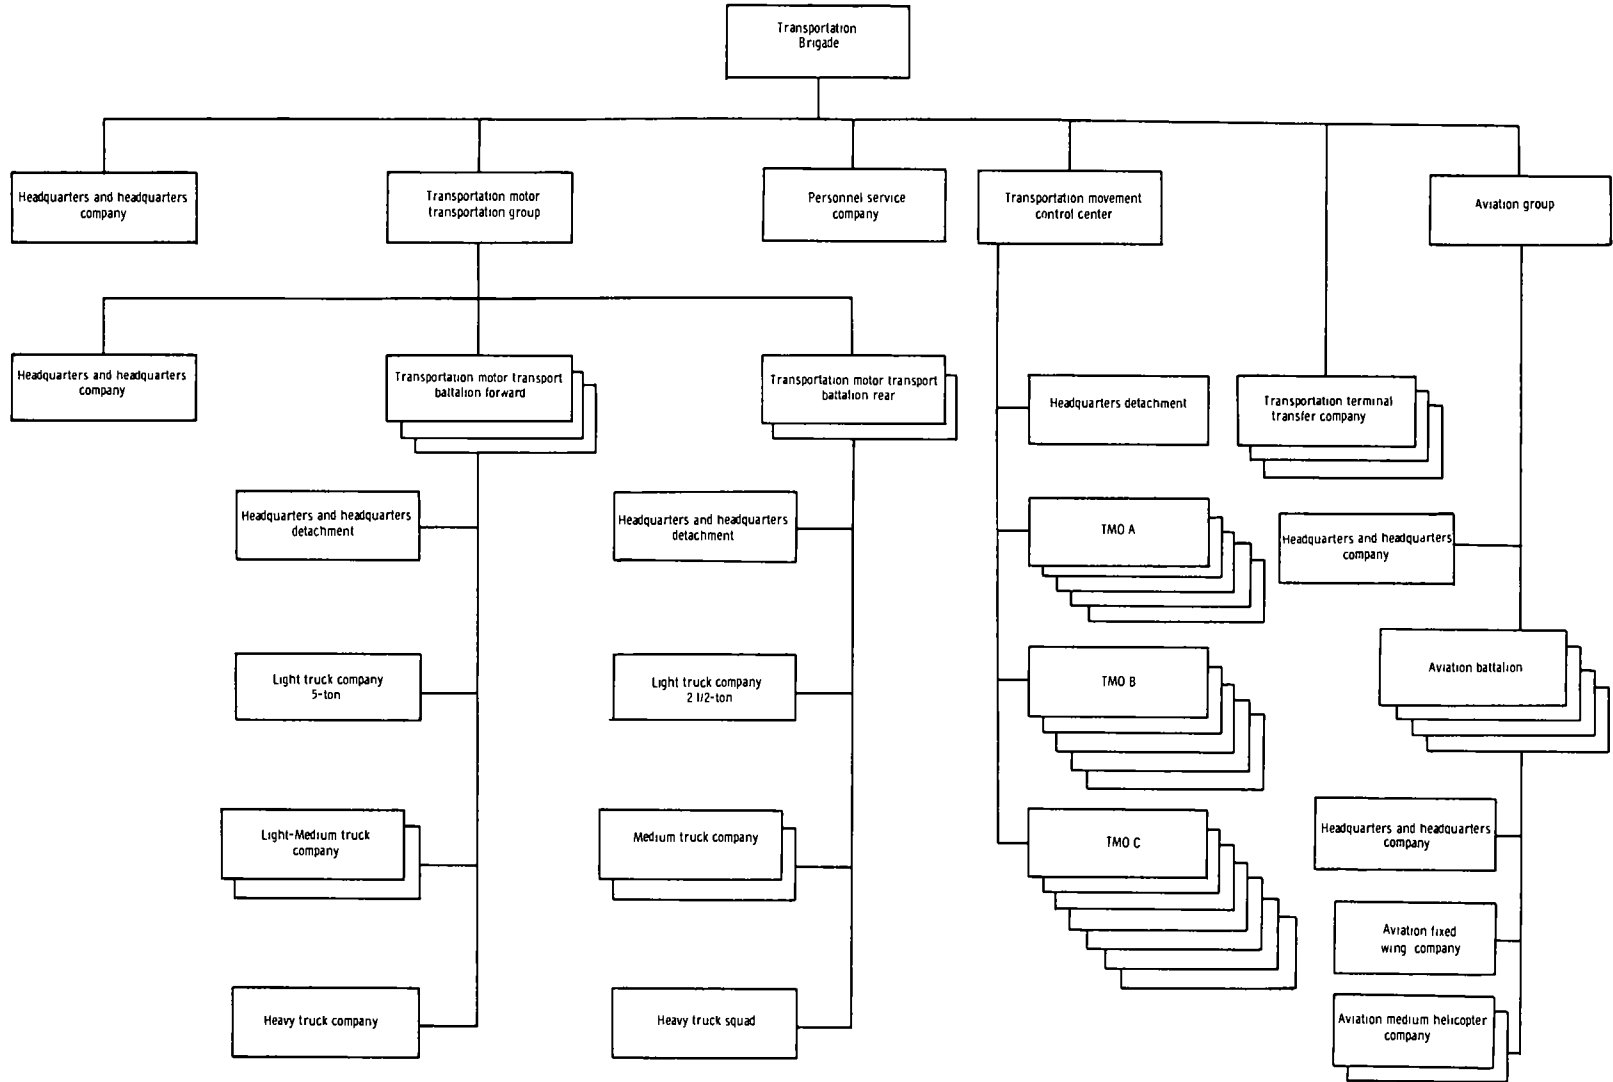 Transportation
Brigade
Headquarters and headquarters
company
Transportation motor
transportation group
Personnel service
company
Transportation movement
control center
Aviation group
Headquarters and headquarters
company
Transportation motor transport
battalion forward
Transportation motor transport
battalion rear
Headquarters detachment
Transportation terminal
transfer company
Headquarters and headquarters
detachment
Headquarters and headquarters
detachment
TMO A
Headquarters and headquarters
company
Light truck company
5-ton
Light truck company
2 1/2-ton
TMO B
Aviation battalion
Light-Medium truck
company
Medium truck company
TMO C
Headquarters and headquarters
company
Aviation fixed
wing company
Heavy truck company
Heavy truck squad
Aviation medium helicopter
company